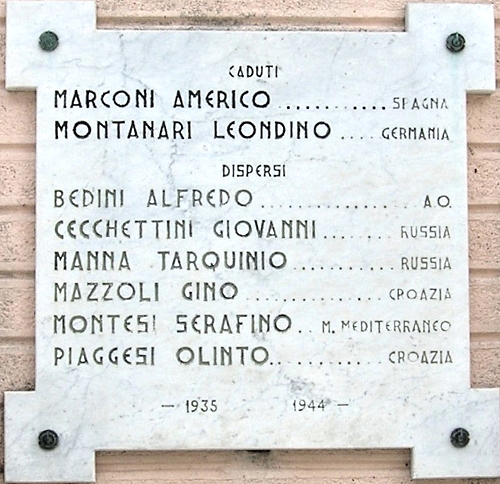 CADUTI
MARCONI AMERICO ........... SPAGNA
MONTANARI LEONDINO .... GERMANIA
DISPERSI
BEDINI ALFREDO ................ A.O.
CECCHETTINI GIOVANNI ........ RUSSIA
MANNA TARQUINIO .......... RUSSIA
MAZZOLI GINO .............. CROAZIA
MONTESI SERAFINO .. M. MEDITERRANEO
PIAGGESI OLINTO ........... CROAZIA
— 1935 1944 —